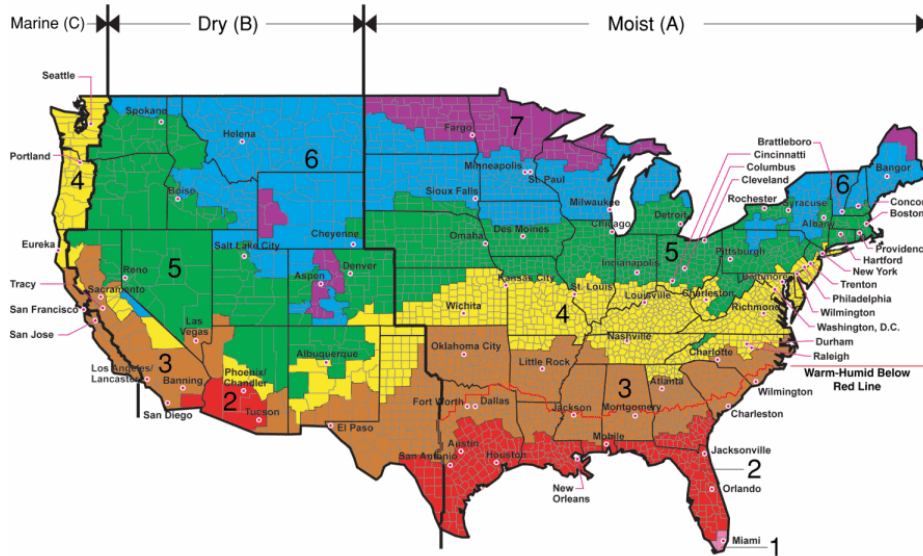 Marine (C)
Dry (B)
Moist (A)
Seattle
Spokane
Helena
Fargo
7
Portland
4
6
Minneapolis
St. Paul
Brattleboro
Cincinnatti
Columbus
Cleveland
Rochester
6
Bangor
Boise
Sioux Falls
Milwaukee
Detroit
Syracuse
Albany
Concord
Boston
Eureka
Salt Lake City
Cheyenne
Omaha
Des Moines
Chicago
5
Pittsburgh
Providence
Hartford
New York
Trenton
Philadelphia
Wilmington
Washington, D.C.
Reno
5
Aspen
Denver
Kansas City
Indianapolis
Baltimore
Tracy
Sacramento
San Francisco
San Jose
Wichita
St. Louis
4
Louisville
Charleston
Richmond
Las
Vegas
3
Albuquerque
Oklahoma City
Nashville
Durham
Raleigh
Charlotte
Los Angeles/
Lancaster
Banning
Phoenix/
Chandler
2
Tucson
Little Rock
3
Atlanta
Warm-Humid Below
Red Line
Wilmington
San Diego
El Paso
Fort Worth
Dallas
Jackson
Montgomery
Charleston
San Antonio
Austin
Houston
Mobile
New
Orleans
Jacksonville
2
Orlando
Miami
1